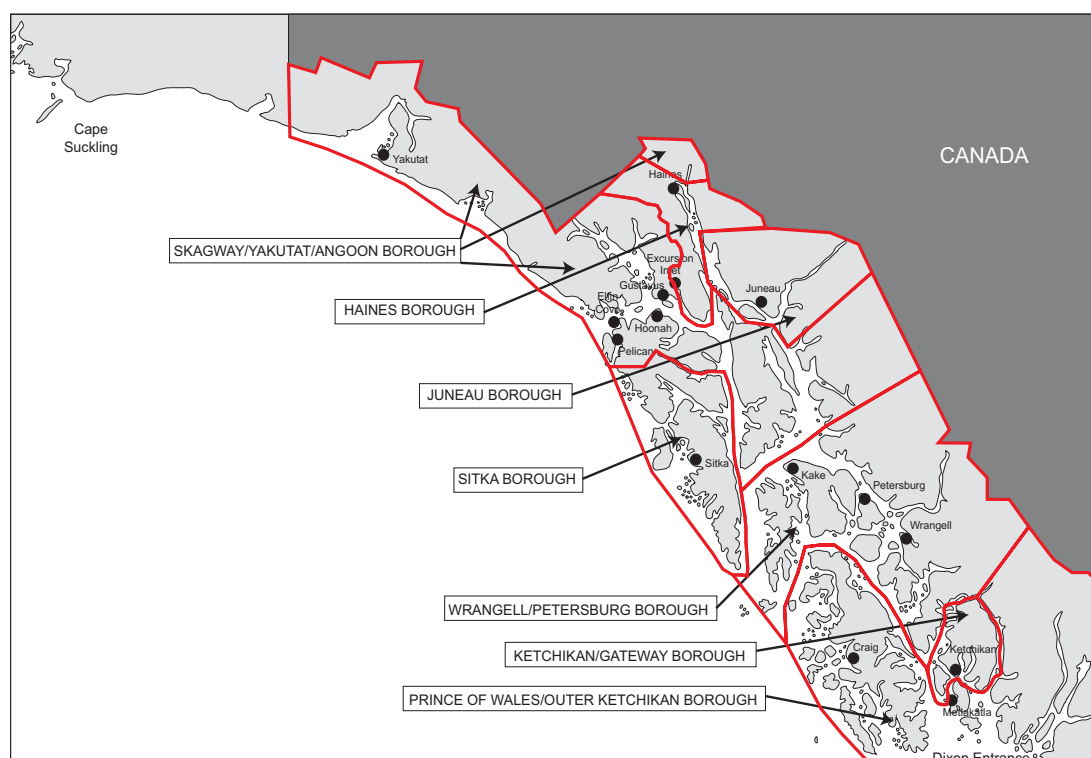 Cape
Suckling
Yakutat
CANADA
Haines
SKAGWAY/YAKUTAT/ANGOON BOROUGH
Excursion
Inlet
Gustavus
HAINES BOROUGH
Elfin
Cove
Juneau
Hoonah
Pelican
JUNEAU BOROUGH
Sitka
SITKA BOROUGH
Kake
Petersburg
Wrangell
WRANGELL/PETERSBURG BOROUGH
KETCHIKAN/GATEWAY BOROUGH
Craig
Ketchikan
PRINCE OF WALES/OUTER KETCHIKAN BOROUGH
Metlakatla
Dixon Entrance